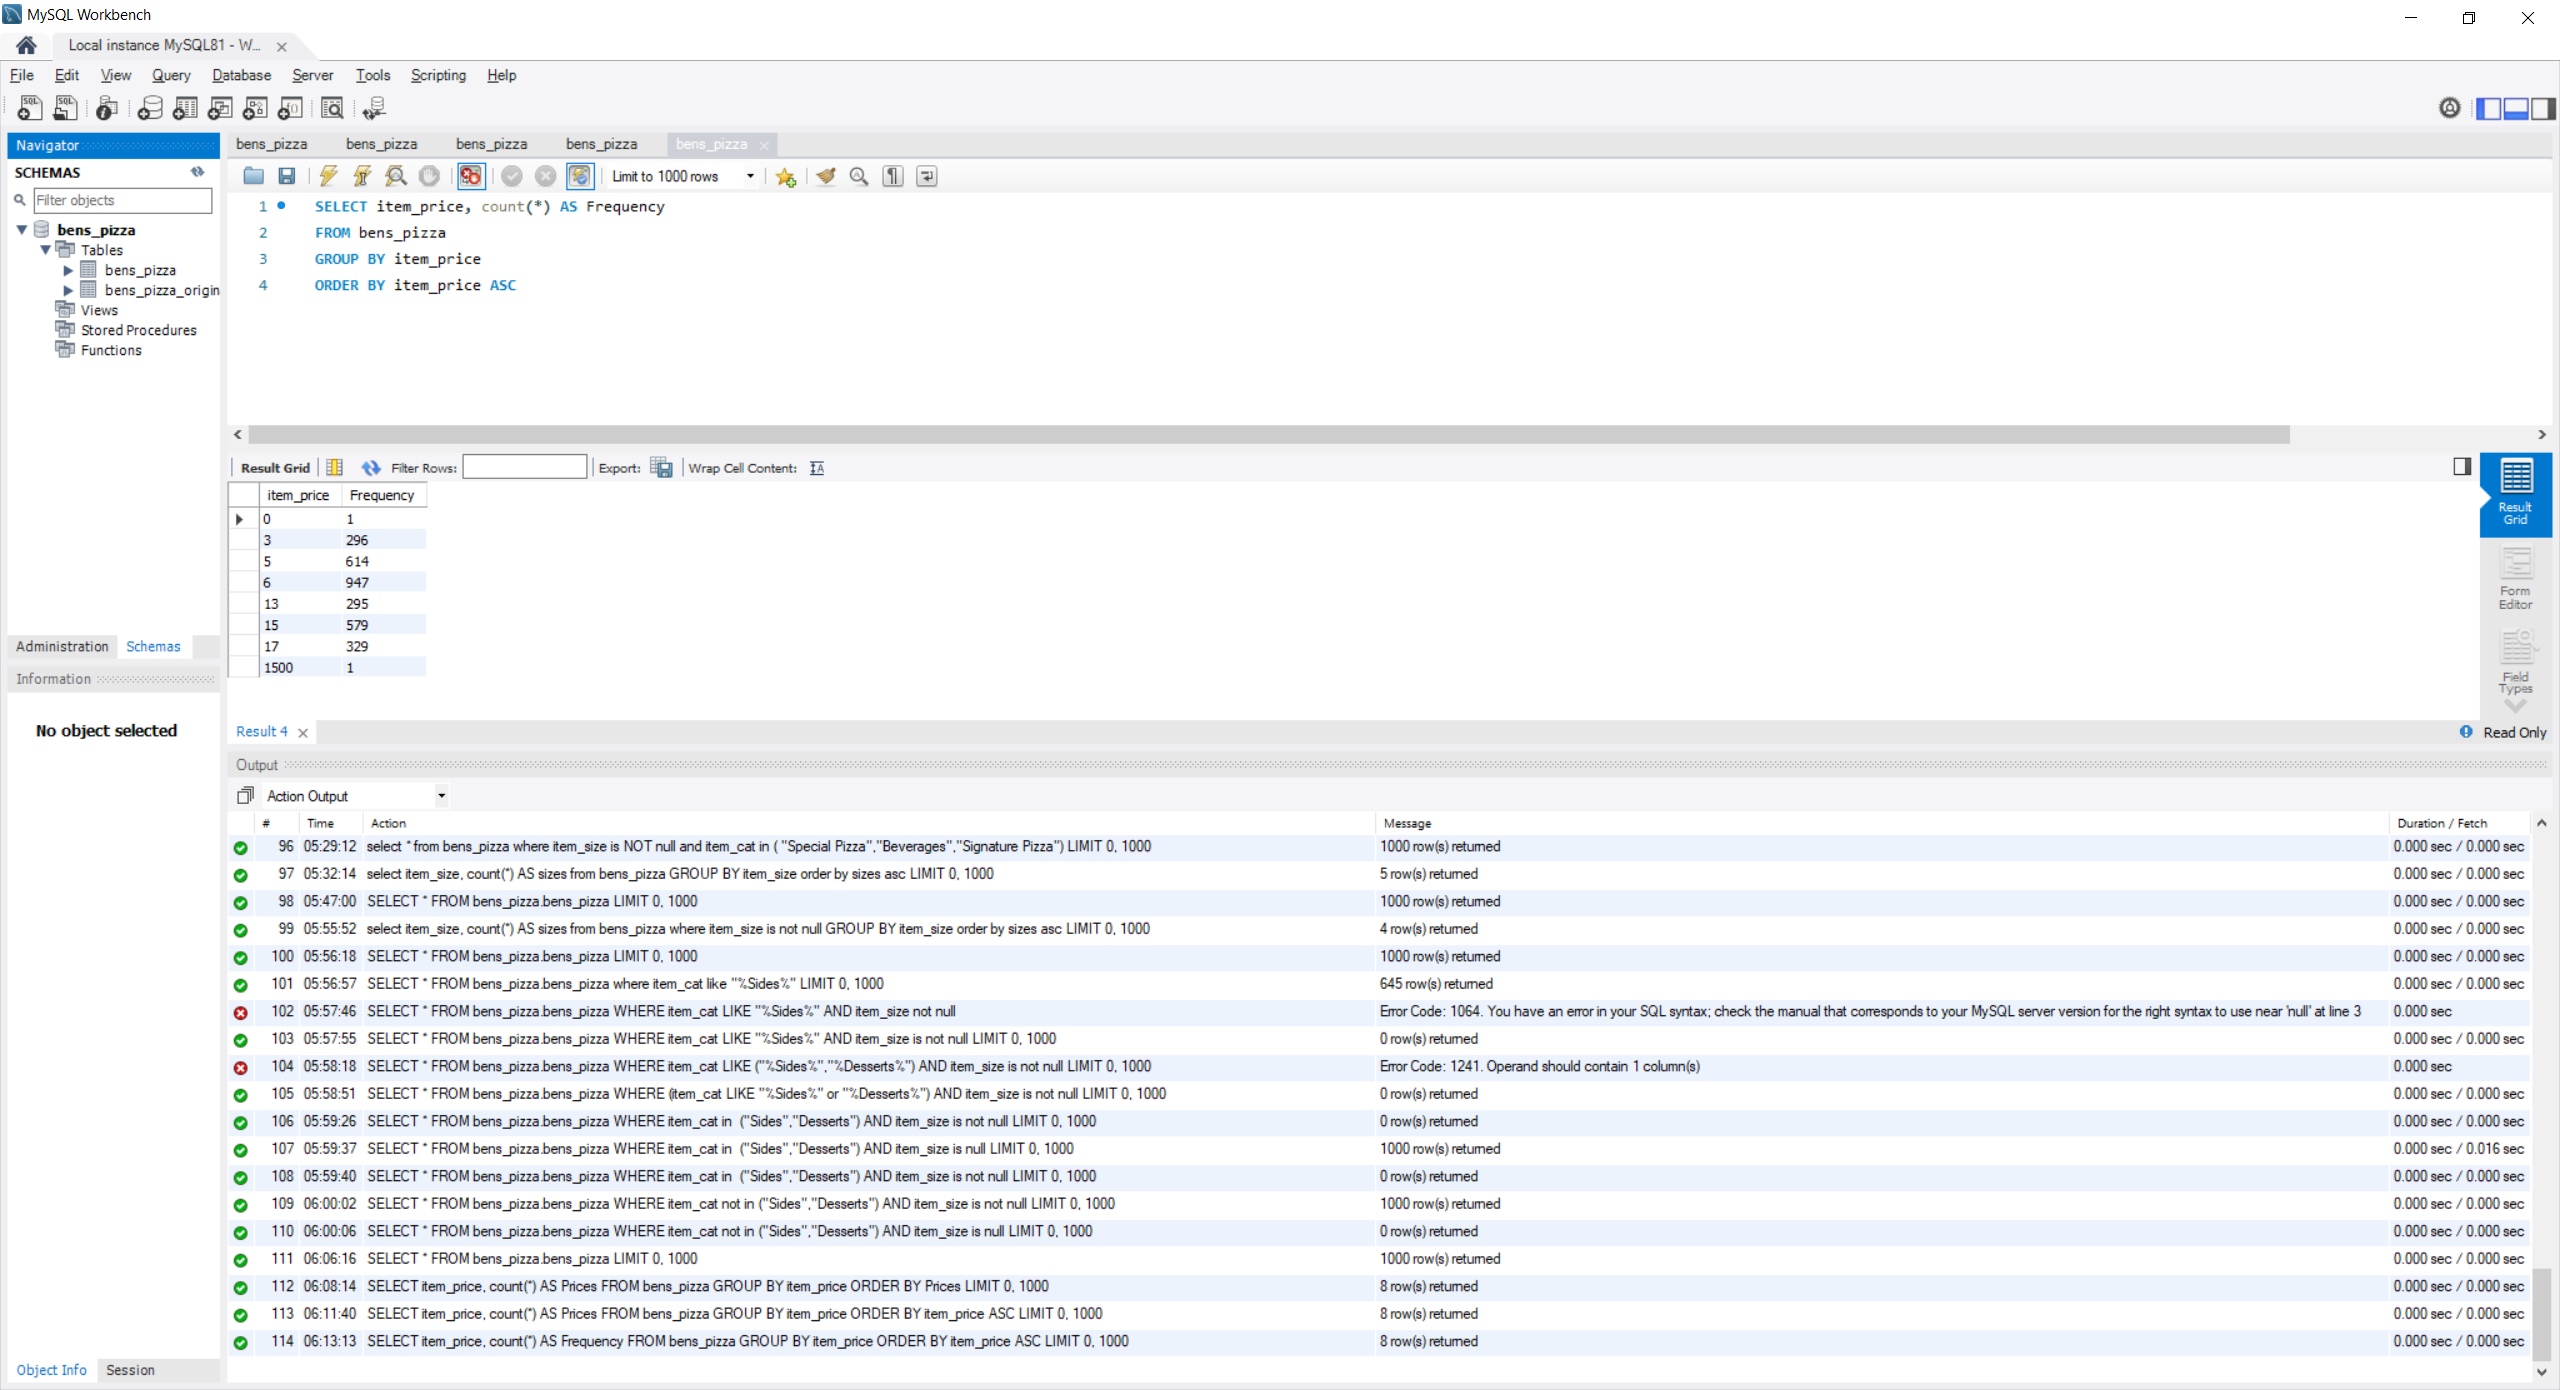 MySQL Workbench
Local instance MySQL81 - W...
File Edit View Query Database Server Tools Scripting Help
Navigator
SCHEMAS
Filter objects
bens_pizza
Tables
bens_pizza
bens_pizza_origin
Views
Stored Procedures
Functions
Administration Schemas
Information
No object selected
Object Info Session
bens_pizza bens_pizza bens_pizza bens_pizza bens_pizza
Limit to 1000 rows
1 SELECT item_price, count(*) AS Frequency
2 FROM bens_pizza
3 GROUP BY item_price
4 ORDER BY item_price ASC
Result Grid Filter Rows: Export: Wrap Cell Content:
item_price Frequency
0 1
3 296
5 614
6 947
13 295
15 579
17 329
1500 1
Result Grid
Form Editor
Field Types
Result 4
Read Only
Output
Action Output
# Time Action Message Duration / Fetch
96 05:29:12 select * from bens_pizza where item_size is NOT null and item_cat in ( "Special Pizza","Beverages","Signature Pizza") LIMIT 0, 1000 1000 row(s) returned 0.000 sec / 0.000 sec
97 05:32:14 select item_size, count(*) AS sizes from bens_pizza GROUP BY item_size order by sizes asc LIMIT 0, 1000 5 row(s) returned 0.000 sec / 0.000 sec
98 05:47:00 SELECT * FROM bens_pizza.bens_pizza LIMIT 0, 1000 1000 row(s) returned 0.000 sec / 0.000 sec
99 05:55:52 select item_size, count(*) AS sizes from bens_pizza where item_size is not null GROUP BY item_size order by sizes asc LIMIT 0, 1000 4 row(s) returned 0.000 sec / 0.000 sec
100 05:56:18 SELECT * FROM bens_pizza.bens_pizza LIMIT 0, 1000 1000 row(s) returned 0.000 sec / 0.000 sec
101 05:56:57 SELECT * FROM bens_pizza.bens_pizza where item_cat like "%Sides%" LIMIT 0, 1000 645 row(s) returned 0.000 sec / 0.000 sec
102 05:57:46 SELECT * FROM bens_pizza.bens_pizza WHERE item_cat LIKE "%Sides%" AND item_size not null Error Code: 1064. You have an error in your SQL syntax; check the manual that corresponds to your MySQL server version for the right syntax to use near 'null' at line 3 0.000 sec
103 05:57:55 SELECT * FROM bens_pizza.bens_pizza WHERE item_cat LIKE "%Sides%" AND item_size is not null LIMIT 0, 1000 0 row(s) returned 0.000 sec / 0.000 sec
104 05:58:18 SELECT * FROM bens_pizza.bens_pizza WHERE item_cat LIKE ("%Sides%","%Desserts%") AND item_size is not null LIMIT 0, 1000 Error Code: 1241. Operand should contain 1 column(s) 0.000 sec
105 05:58:51 SELECT * FROM bens_pizza.bens_pizza WHERE (item_cat LIKE "%Sides%" or "%Desserts%") AND item_size is not null LIMIT 0, 1000 0 row(s) returned 0.000 sec / 0.000 sec
106 05:59:26 SELECT * FROM bens_pizza.bens_pizza WHERE item_cat in ("Sides","Desserts") AND item_size is not null LIMIT 0, 1000 0 row(s) returned 0.000 sec / 0.000 sec
107 05:59:37 SELECT * FROM bens_pizza.bens_pizza WHERE item_cat in ("Sides","Desserts") AND item_size is null LIMIT 0, 1000 1000 row(s) returned 0.000 sec / 0.016 sec
108 05:59:40 SELECT * FROM bens_pizza.bens_pizza WHERE item_cat in ("Sides","Desserts") AND item_size is not null LIMIT 0, 1000 0 row(s) returned 0.000 sec / 0.000 sec
109 06:00:02 SELECT * FROM bens_pizza.bens_pizza WHERE item_cat not in ("Sides","Desserts") AND item_size is not null LIMIT 0, 1000 1000 row(s) returned 0.000 sec / 0.000 sec
110 06:00:06 SELECT * FROM bens_pizza.bens_pizza WHERE item_cat not in ("Sides","Desserts") AND item_size is null LIMIT 0, 1000 0 row(s) returned 0.000 sec / 0.000 sec
111 06:06:16 SELECT * FROM bens_pizza.bens_pizza LIMIT 0, 1000 1000 row(s) returned 0.000 sec / 0.000 sec
112 06:08:14 SELECT item_price, count(*) AS Prices FROM bens_pizza GROUP BY item_price ORDER BY Prices LIMIT 0, 1000 8 row(s) returned 0.000 sec / 0.000 sec
113 06:11:40 SELECT item_price, count(*) AS Prices FROM bens_pizza GROUP BY item_price ORDER BY item_price ASC LIMIT 0, 1000 8 row(s) returned 0.000 sec / 0.000 sec
114 06:13:13 SELECT item_price, count(*) AS Frequency FROM bens_pizza GROUP BY item_price ORDER BY item_price ASC LIMIT 0, 1000 8 row(s) returned 0.000 sec / 0.000 sec